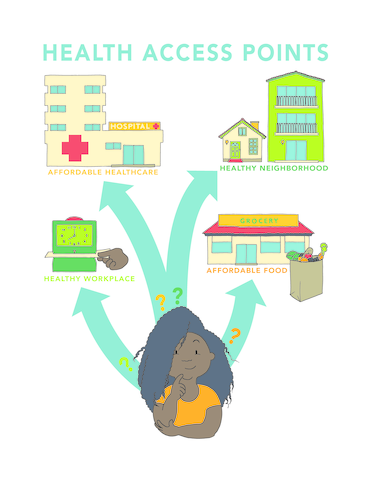 HEALTH ACCESS POINTS
HOSPITAL
AFFORDABLE HEALTHCARE
HEALTHY NEIGHBORHOOD
GROCERY
AFFORDABLE FOOD
HEALTHY WORKPLACE
? ?
?
?